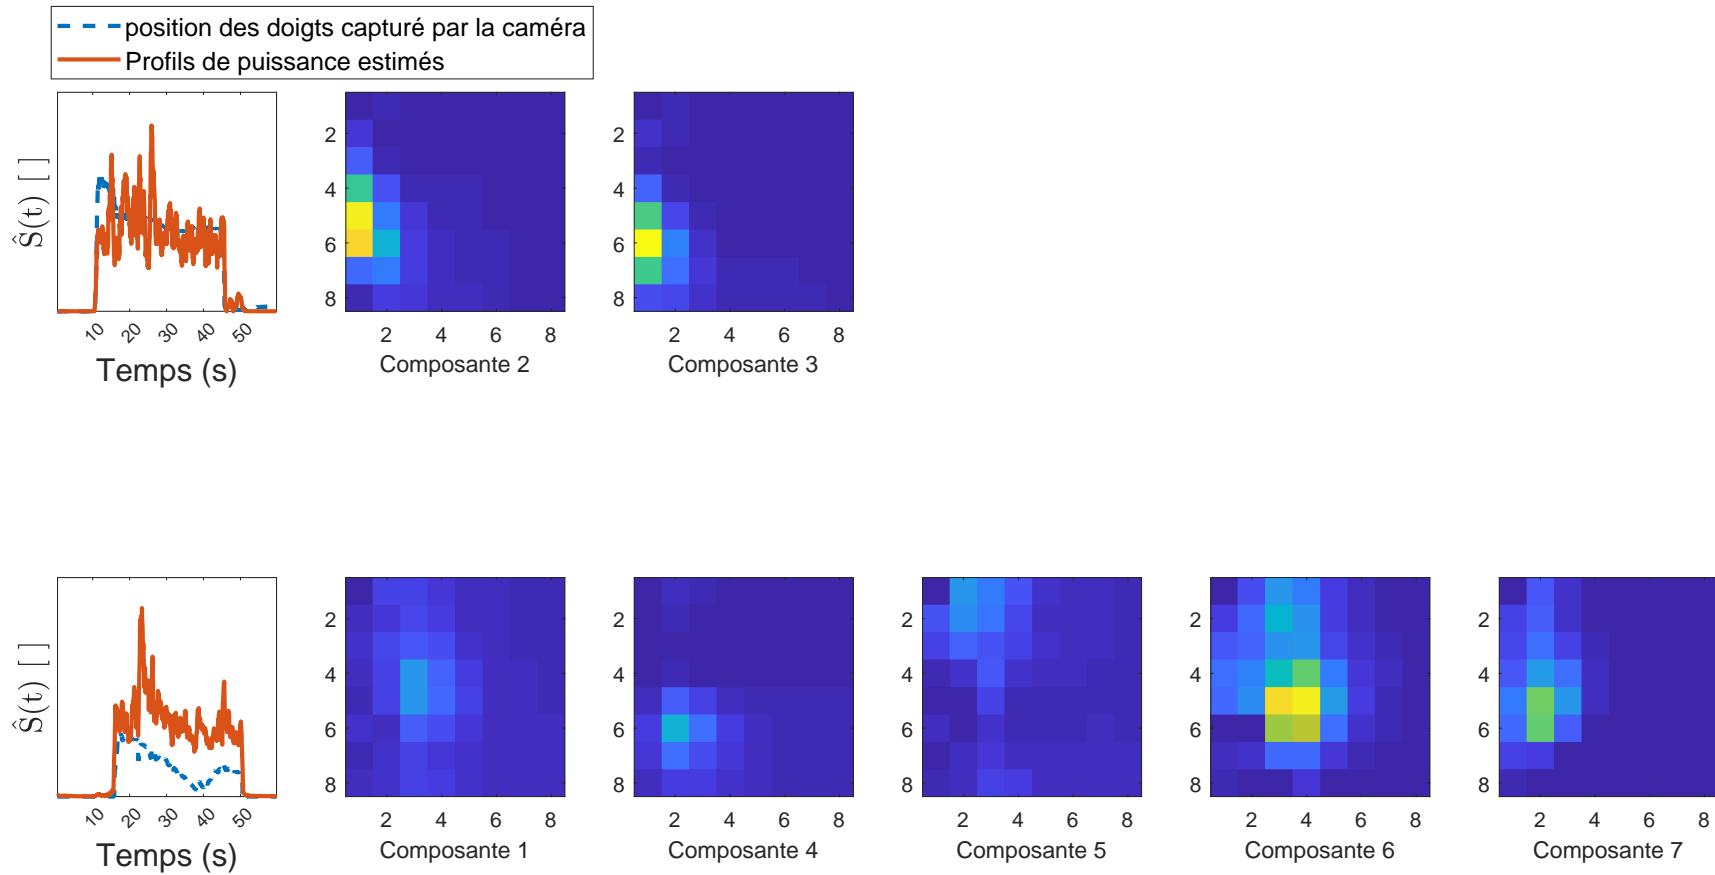 position des doigts capturé par la caméra
Profils de puissance estimés
Ŝ(t) [ ]
10 20 30 40 50
Temps (s)
2
4
6
8
2 4 6 8
Composante 2
2
4
6
8
2 4 6 8
Composante 3
Ŝ(t) [ ]
10 20 30 40 50
Temps (s)
2
4
6
8
2 4 6 8
Composante 1
2
4
6
8
2 4 6 8
Composante 4
2
4
6
8
2 4 6 8
Composante 5
2
4
6
8
2 4 6 8
Composante 6
2
4
6
8
2 4 6 8
Composante 7